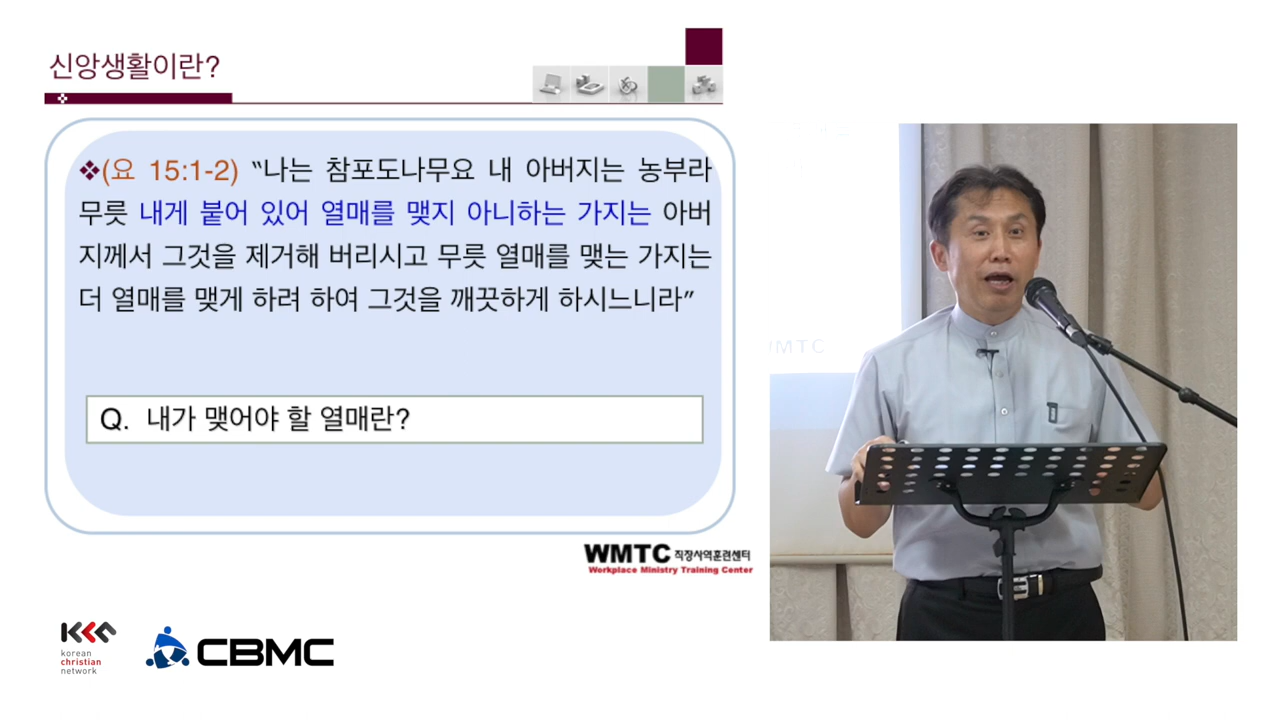 신앙생활이란?
❖(요 15:1-2) “나는 참포도나무요 내 아버지는 농부라
무릇 내게 붙어 있어 열매를 맺지 아니하는 가지는 아버
지께서 그것을 제거해 버리시고 무릇 열매를 맺는 가지는
더 열매를 맺게 하려 하여 그것을 깨끗하게 하시느니라”
Q. 내가 맺어야 할 열매란?
WMTC 직장사역훈련센터
Workplace Ministry Training Center
WMTC
kcn
korean
christian
network
CBMC